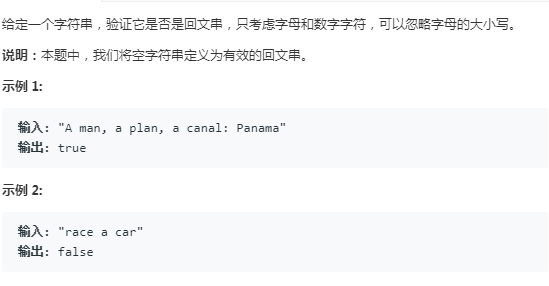 给定一个字符串，验证它是否是回文串，只考虑字母和数字字符，可以忽略字母的大小写。
说明：本题中，我们将空字符串定义为有效的回文串。
示例 1:
输入: "A man, a plan, a canal: Panama"
输出: true
示例 2:
输入: "race a car"
输出: false